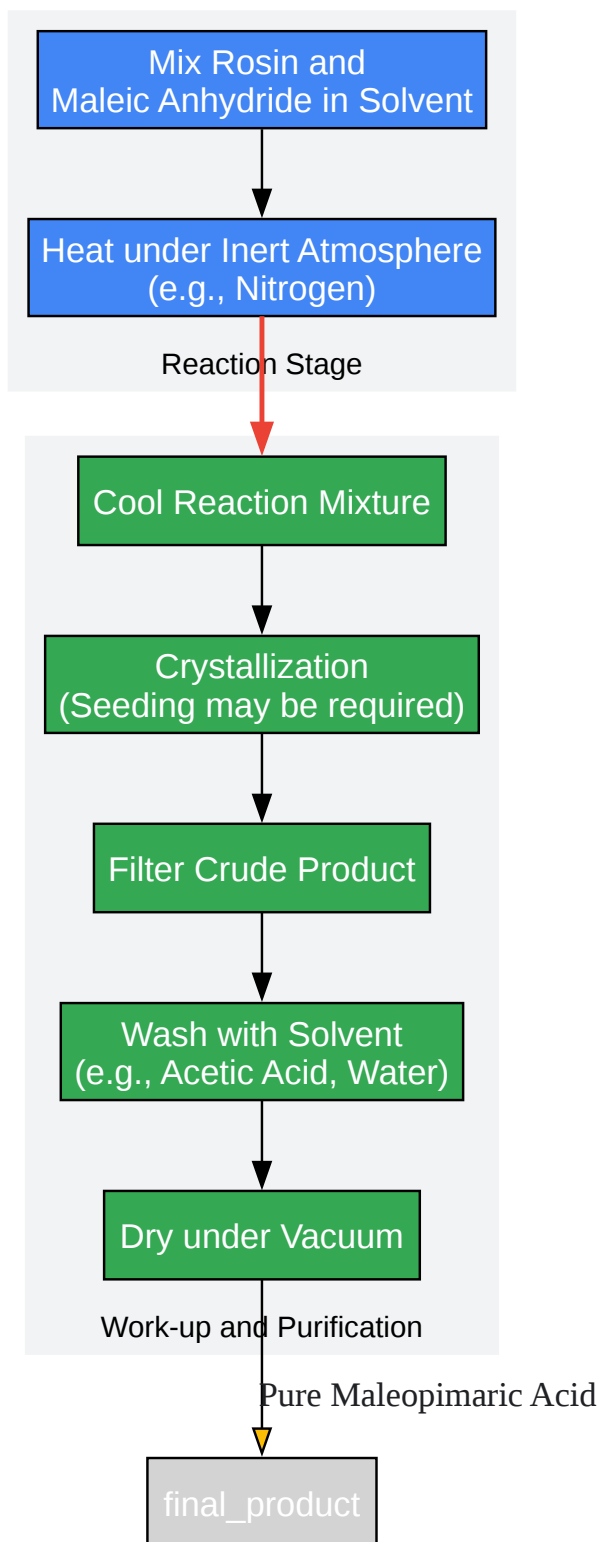 Mix Rosin and
Maleic Anhydride in Solvent
Heat under Inert Atmosphere
(e.g., Nitrogen)
Reaction Stage
Cool Reaction Mixture
Crystallization
(Seeding may be required)
Filter Crude Product
Wash with Solvent
(e.g., Acetic Acid, Water)
Dry under Vacuum
Work-up and Purification
Pure Maleopimaric Acid
final_product